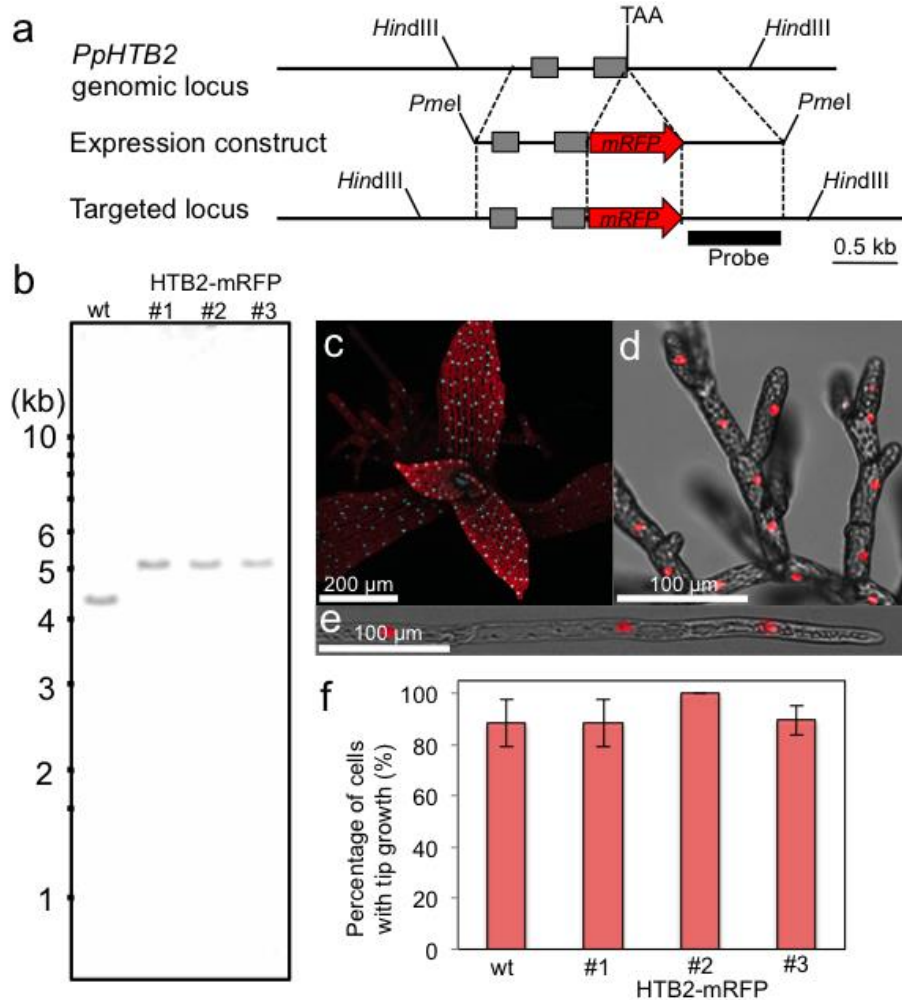 a
PpHTB2
genomic locus
HindIII
TAA
HindIII
PmeI
PmeI
Expression construct
mRFP
HindIII
HindIII
Targeted locus
mRFP
Probe
0.5 kb
b
HTB2-mRFP
wt #1 #2 #3
(kb)
10
6
5
4
3
2
1
c
200 µm
d
100 µm
e
100 µm
f
Percentage of cells
with tip growth (%)
100
80
60
40
20
0
wt #1 #2 #3
HTB2-mRFP